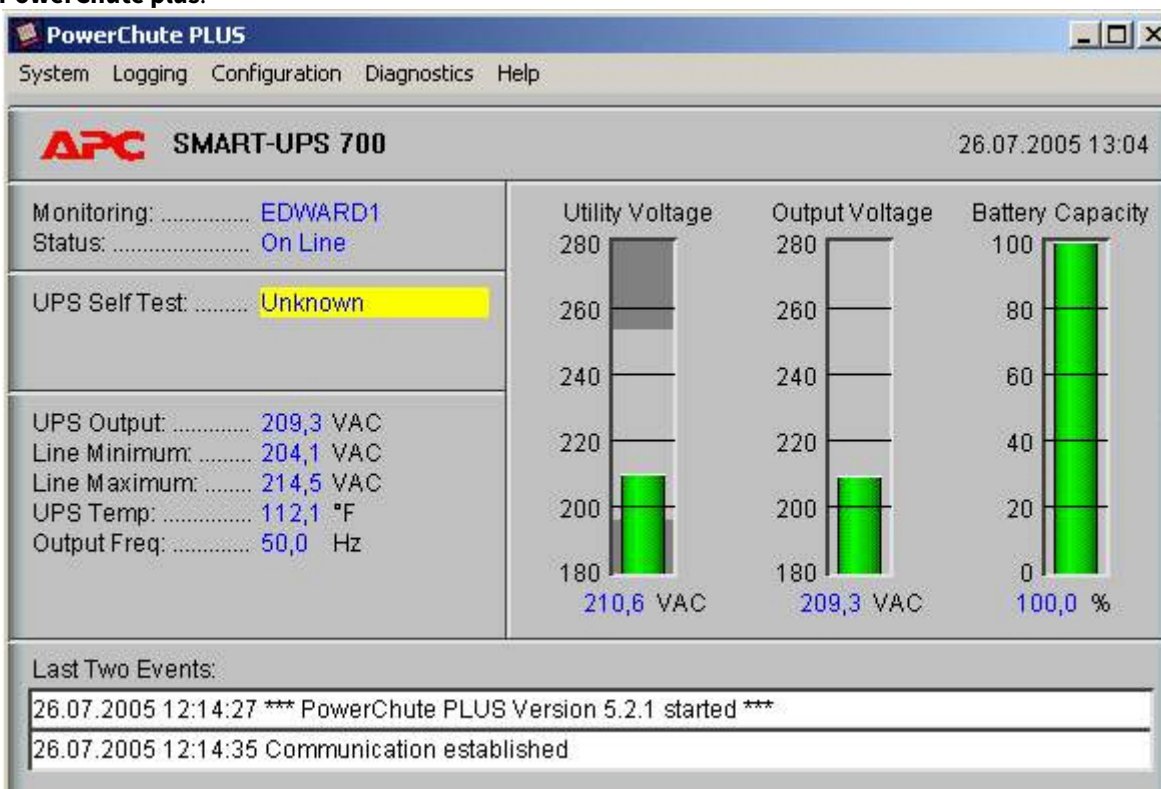 PowerChute plus.
PowerChute PLUS
System Logging Configuration Diagnostics Help
APC SMART-UPS 700 26.07.2005 13:04
Monitoring: .............. EDWARD1
Status: ...................... On Line
UPS Self Test: ......... Unknown
UPS Output: ............. 209,3 VAC
Line Minimum: ......... 204,1 VAC
Line Maximum: ........ 214,5 VAC
UPS Temp: ............... 112,1 °F
Output Freq: ............. 50,0 Hz
Utility Voltage
280
260
240
220
200
180
210,6 VAC
Output Voltage
280
260
240
220
200
180
209,3 VAC
Battery Capacity
100
80
60
40
20
0
100,0 %
Last Two Events:
26.07.2005 12:14:27 *** PowerChute PLUS Version 5.2.1 started ***
26.07.2005 12:14:35 Communication established